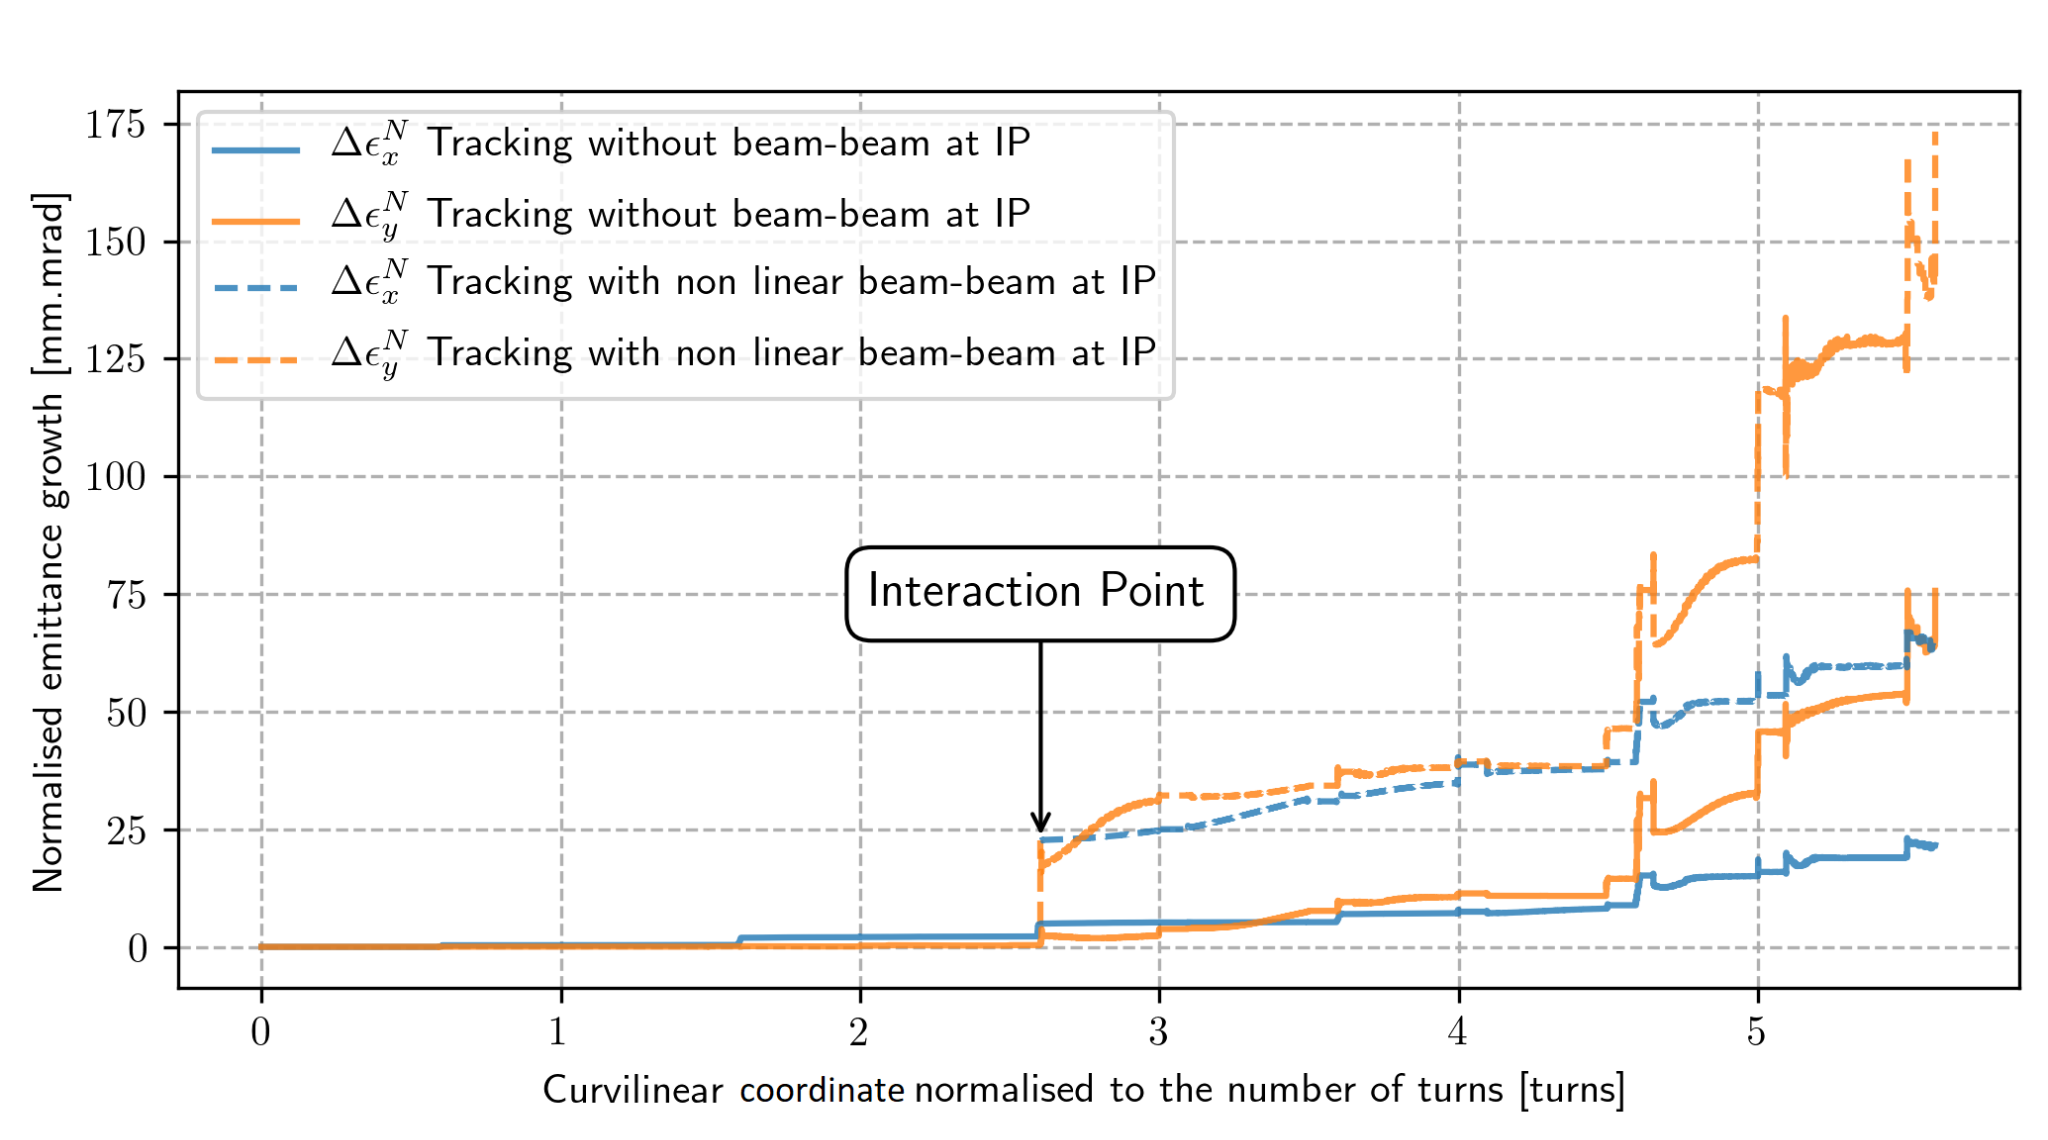 Δϵ_x^N Tracking without beam-beam at IP
Δϵ_y^N Tracking without beam-beam at IP
Δϵ_x^N Tracking with non linear beam-beam at IP
Δϵ_y^N Tracking with non linear beam-beam at IP
Interaction Point
Normalised emittance growth [mm.mrad]
175
150
125
100
75
50
25
0
0 1 2 3 4 5
Curvilinear coordinate normalised to the number of turns [turns]